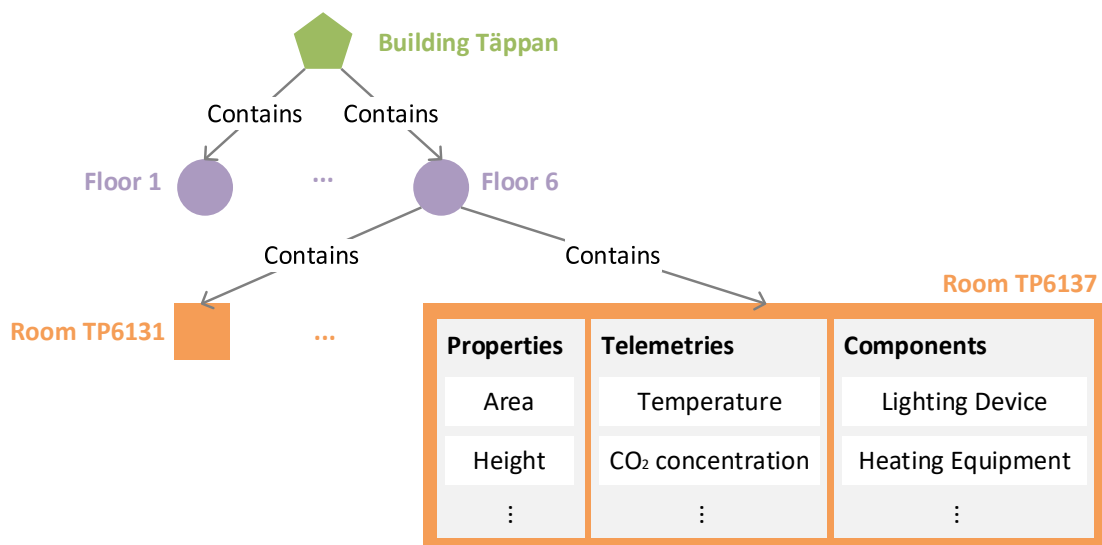 Building Täppan
Contains
Contains
Floor 1
...
Floor 6
Contains
Contains
Room TP6137
Room TP6131
...
Properties
Telemetries
Components
Area
Temperature
Lighting Device
Height
CO₂ concentration
Heating Equipment
⋮
⋮
⋮